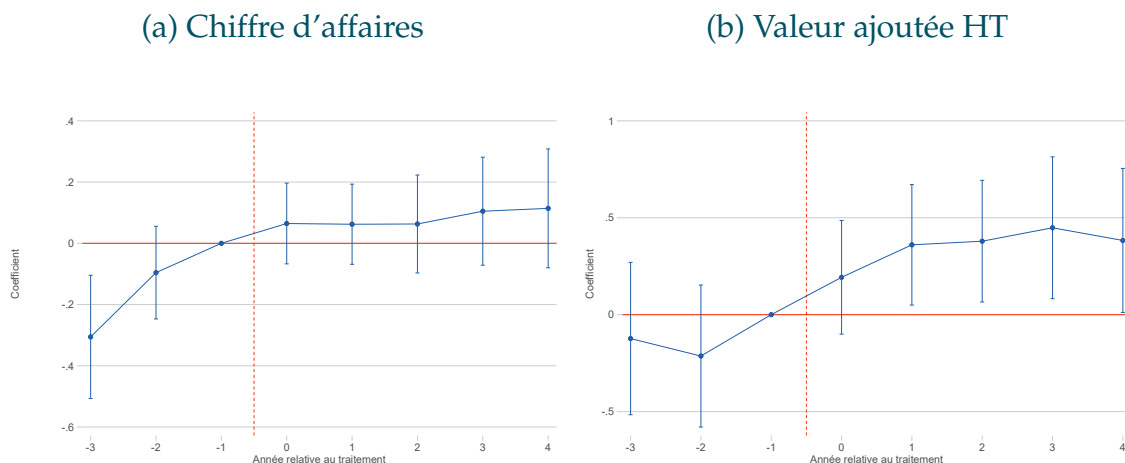 (a) Chiffre d'affaires
.4
.2
0
-.2
-.4
-.6
Coefficient
-3 -2 -1 0 1 2 3 4
Année relative au traitement
(b) Valeur ajoutée HT
1
.5
0
-.5
Coefficient
-3 -2 -1 0 1 2 3 4
Année relative au traitement